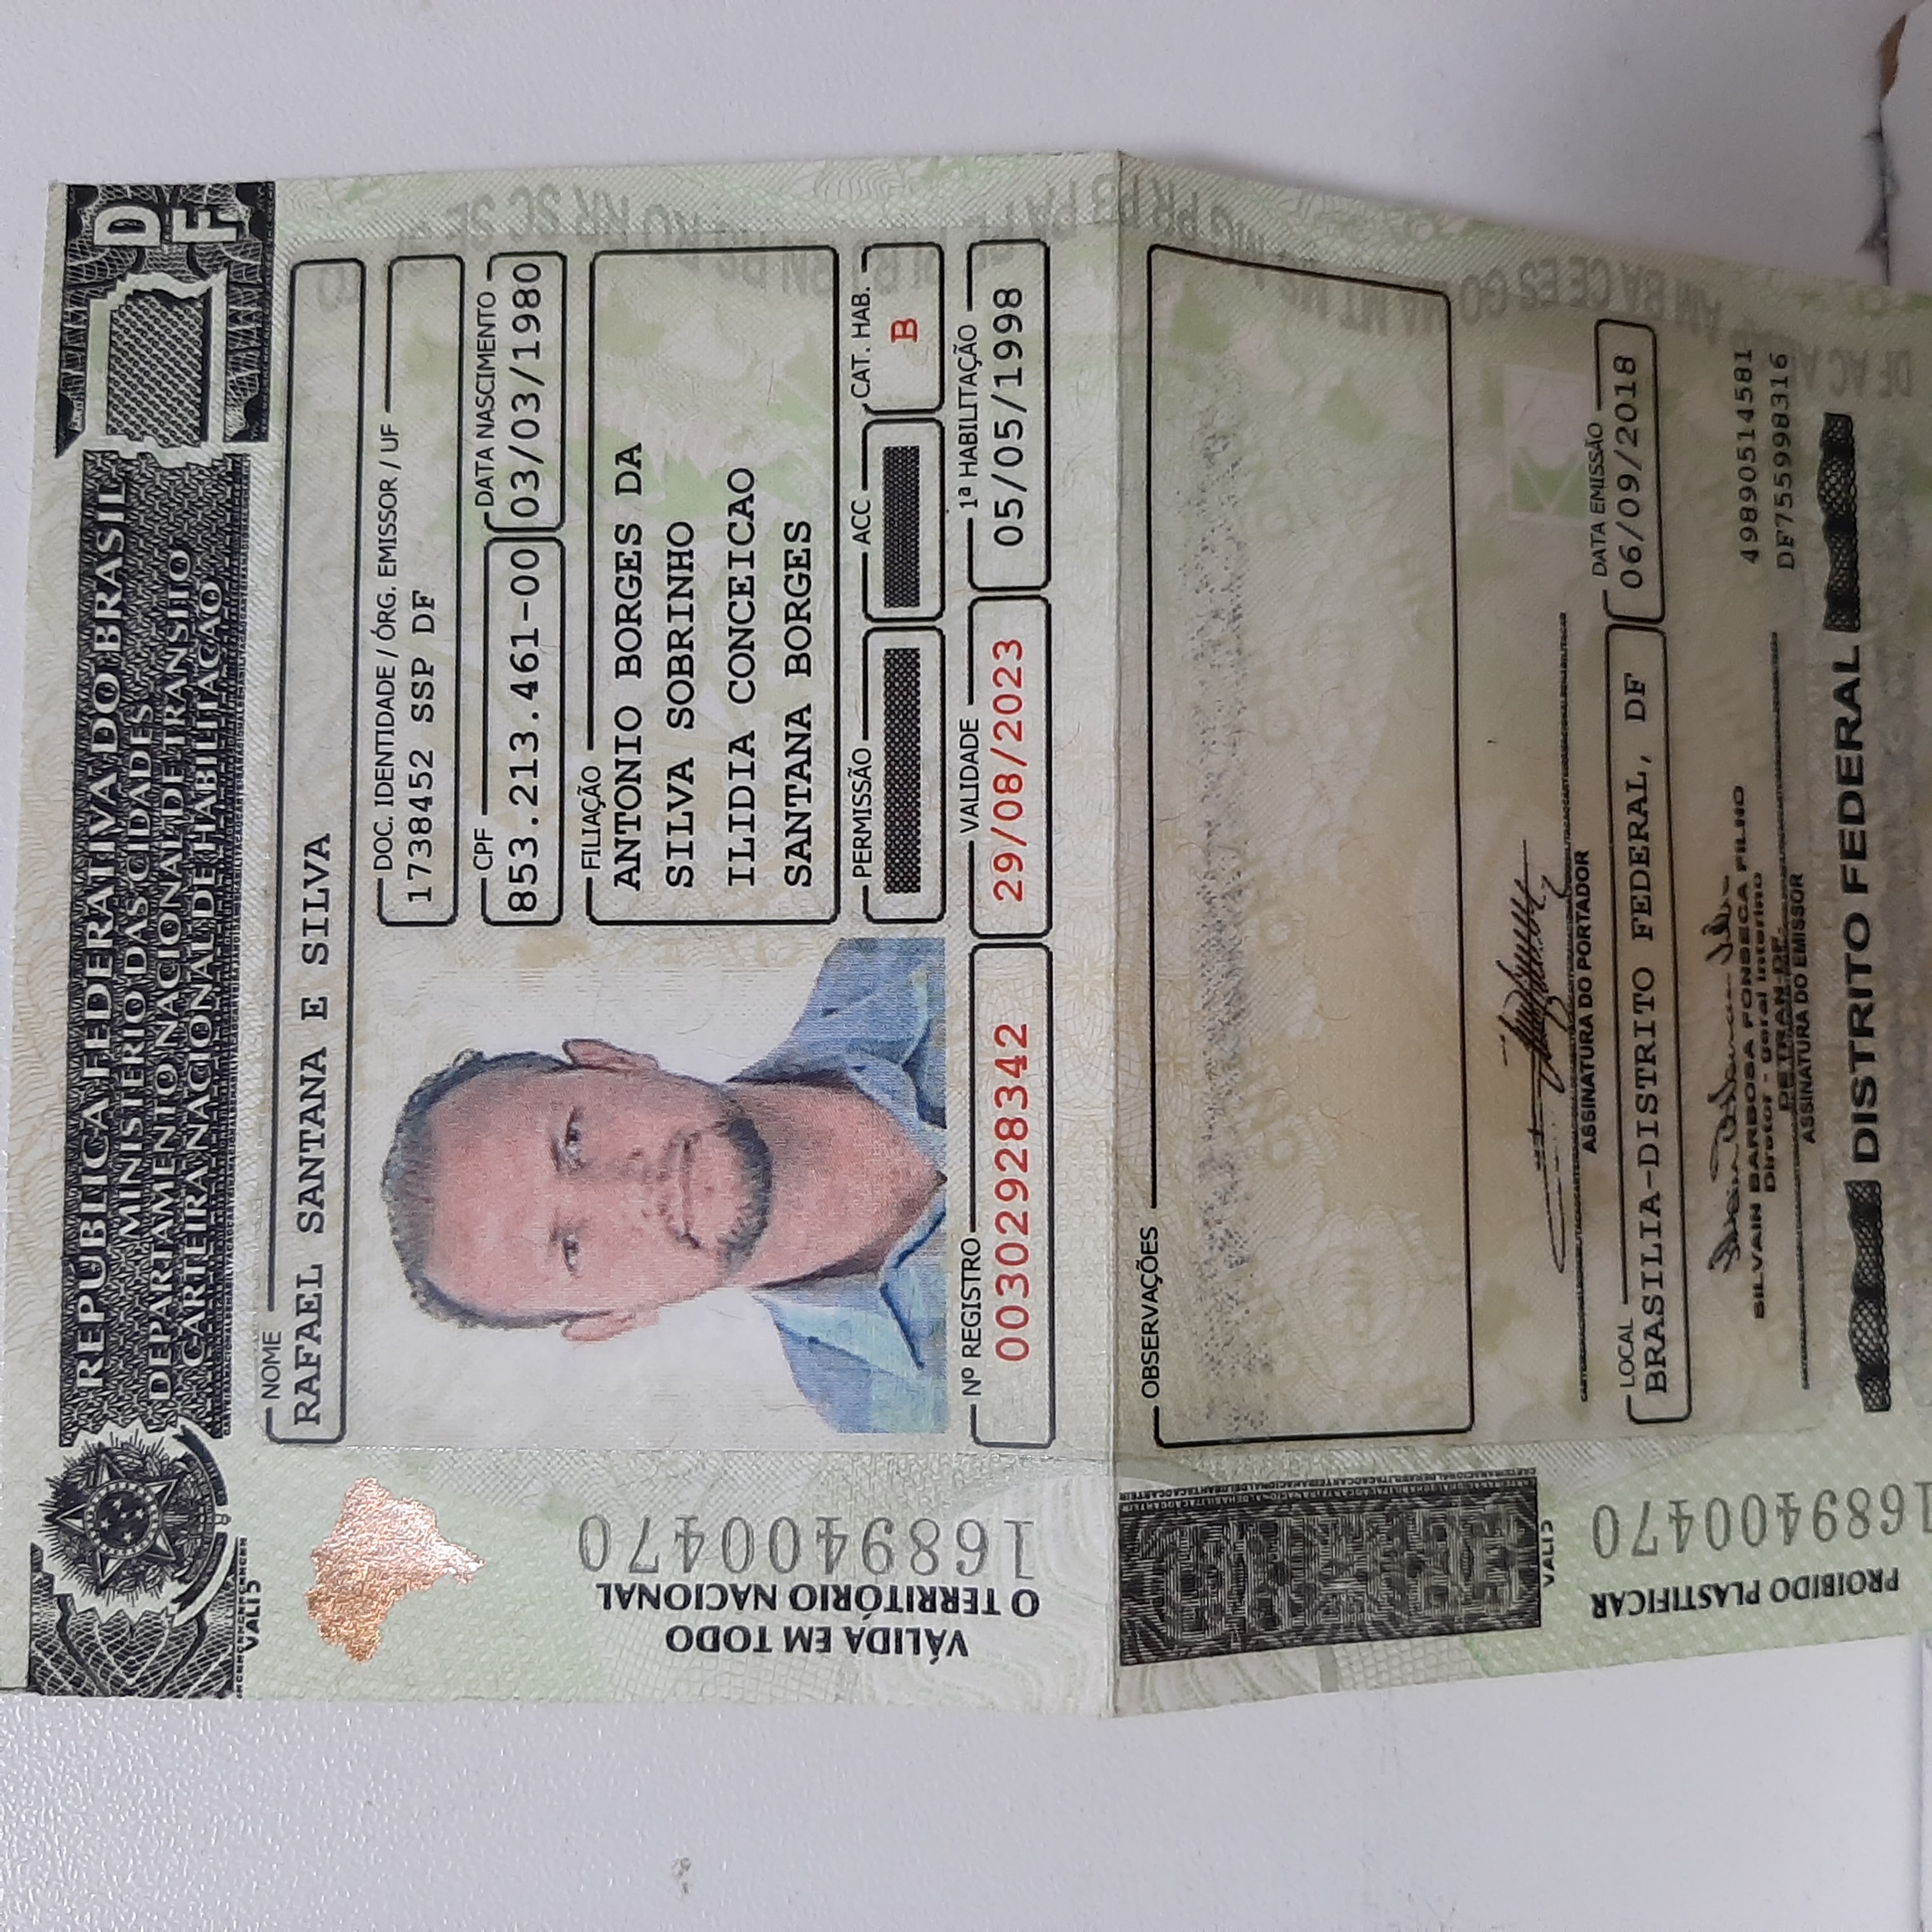 REPÚBLICA FEDERATIVA DO BRASIL
MINISTÉRIO DAS CIDADES
DEPARTAMENTO NACIONAL DE TRÂNSITO
CARTEIRA NACIONAL DE HABILITAÇÃO
DF
NOME
RAFAEL SANTANA E SILVA
DOC. IDENTIDADE / ÓRG. EMISSOR / UF
1738452 SSP DF
CPF
853.213.461-00
DATA NASCIMENTO
03/03/1980
FILIAÇÃO
ANTONIO BORGES DA
SILVA SOBRINHO
ILIDIA CONCEICAO
SANTANA BORGES
PERMISSÃO
ACC
CAT. HAB.
B
Nº REGISTRO
00302928342
VALIDADE
29/08/2023
1ª HABILITAÇÃO
05/05/1998
VÁLIDA EM TODO
O TERRITÓRIO NACIONAL
1689400470
OBSERVAÇÕES
ASSINATURA DO PORTADOR
LOCAL
BRASILIA-DISTRITO FEDERAL, DF
DATA EMISSÃO
06/09/2018
SILVAIN BARBOSA FONSECA FILHO
Diretor - Geral Interino
DETRAN-DF
ASSINATURA DO EMISSOR
49890514581
DF755998316
DISTRITO FEDERAL
PROIBIDO PLASTIFICAR
1689400470